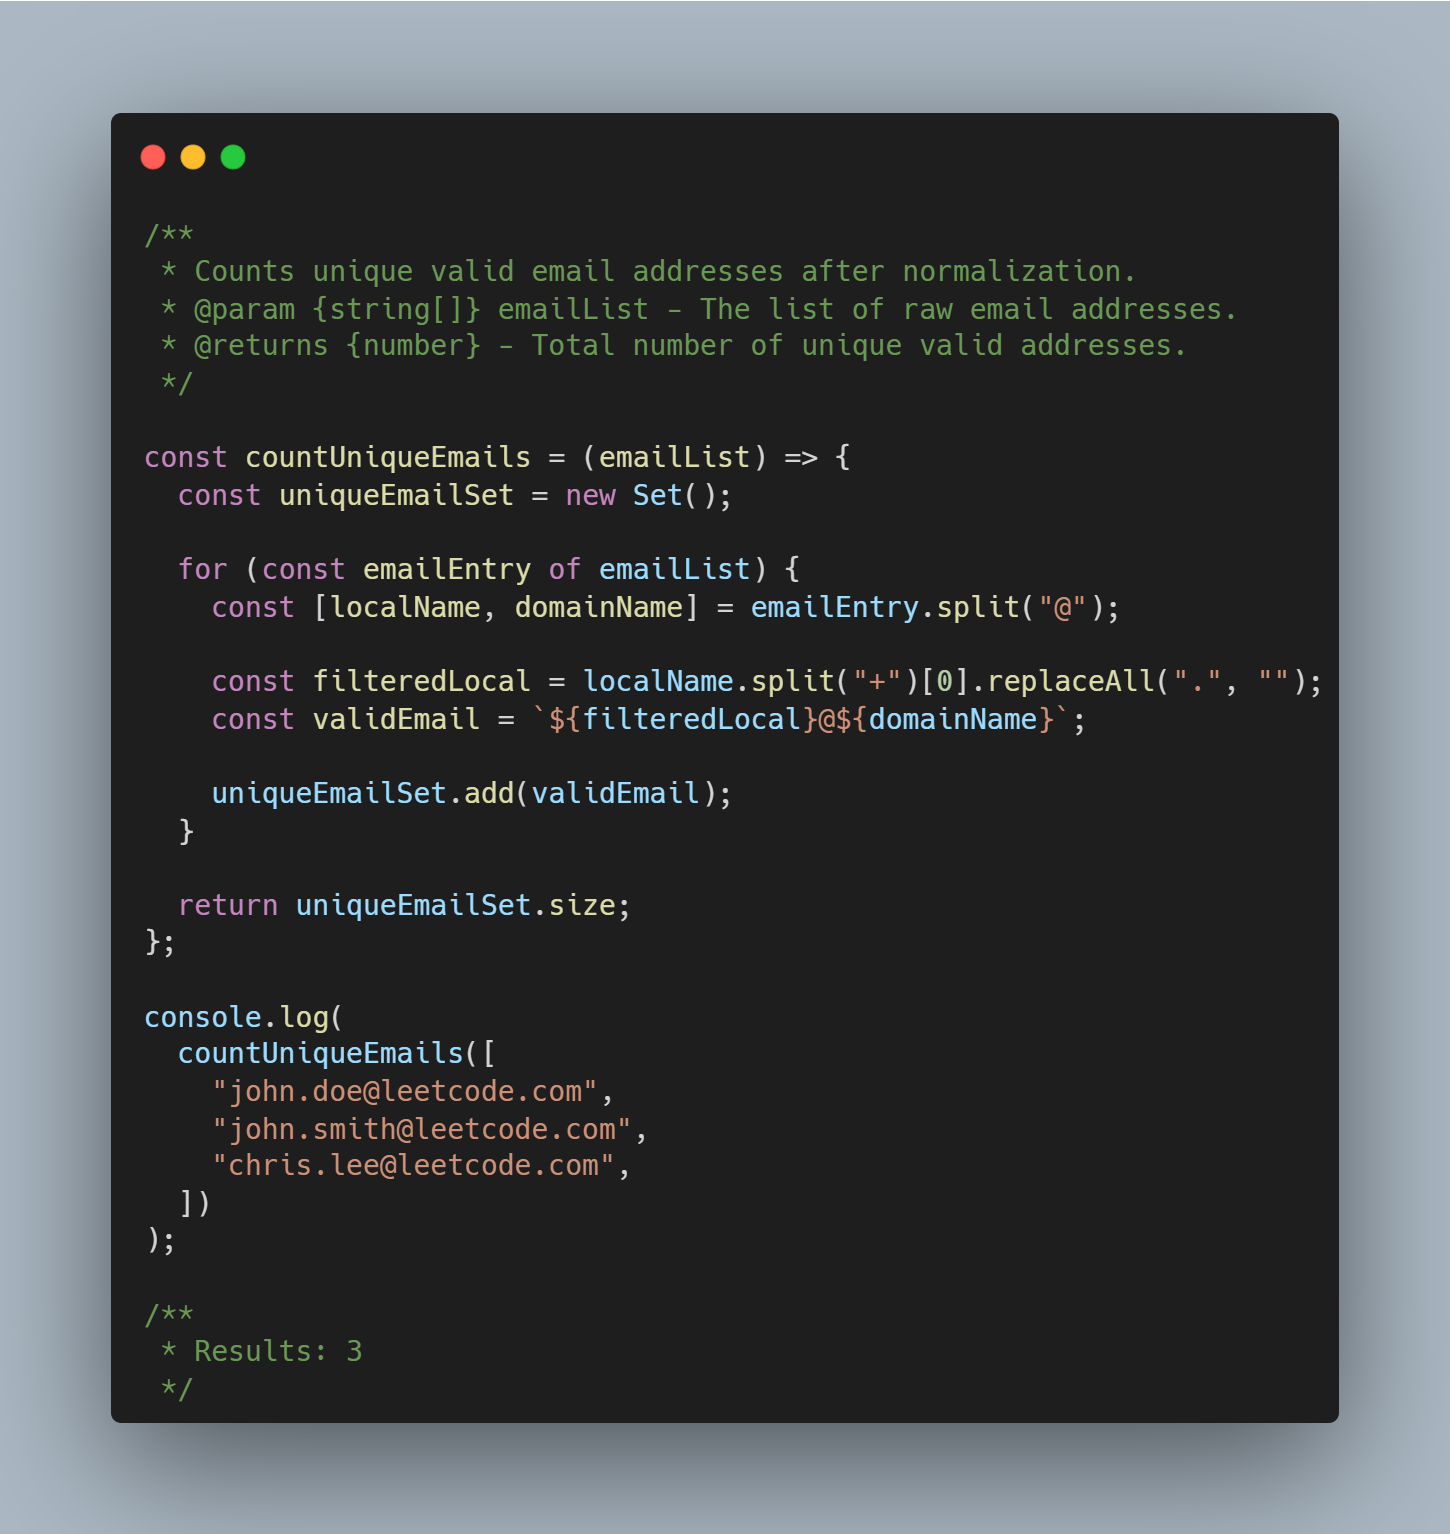 /**
 * Counts unique valid email addresses after normalization.
 * @param {string[]} emailList - The list of raw email addresses.
 * @returns {number} - Total number of unique valid addresses.
 */

const countUniqueEmails = (emailList) => {
  const uniqueEmailSet = new Set();

  for (const emailEntry of emailList) {
    const [localName, domainName] = emailEntry.split("@");

    const filteredLocal = localName.split("+")[0].replaceAll(".", "");
    const validEmail = `${filteredLocal}@${domainName}`;

    uniqueEmailSet.add(validEmail);
  }

  return uniqueEmailSet.size;
};

console.log(
  countUniqueEmails([
    "john.doe@leetcode.com",
    "john.smith@leetcode.com",
    "chris.lee@leetcode.com",
  ])
);

/**
 * Results: 3
 */